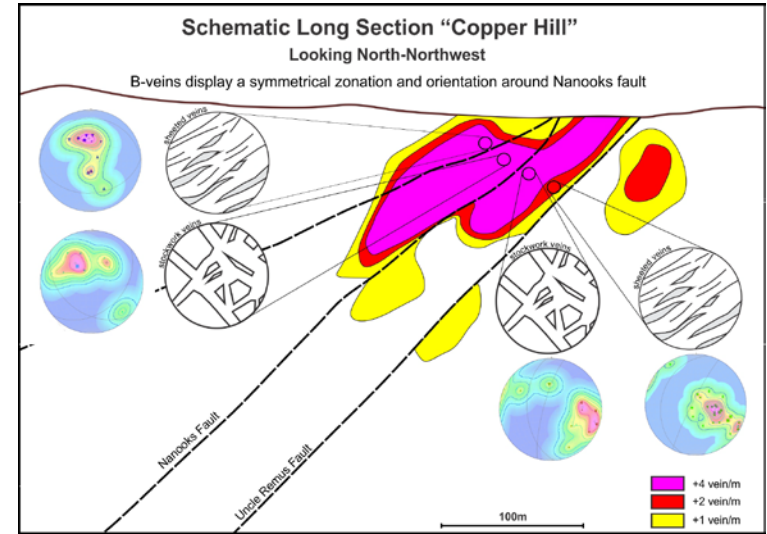 Schematic Long Section “Copper Hill”
Looking North-Northwest
B-veins display a symmetrical zonation and orientation around Nanooks fault
sheeted veins
stockwork veins
stockwork veins
sheeted veins
Nanooks Fault
Uncle Remus Fault
100m
+4 vein/m
+2 vein/m
+1 vein/m